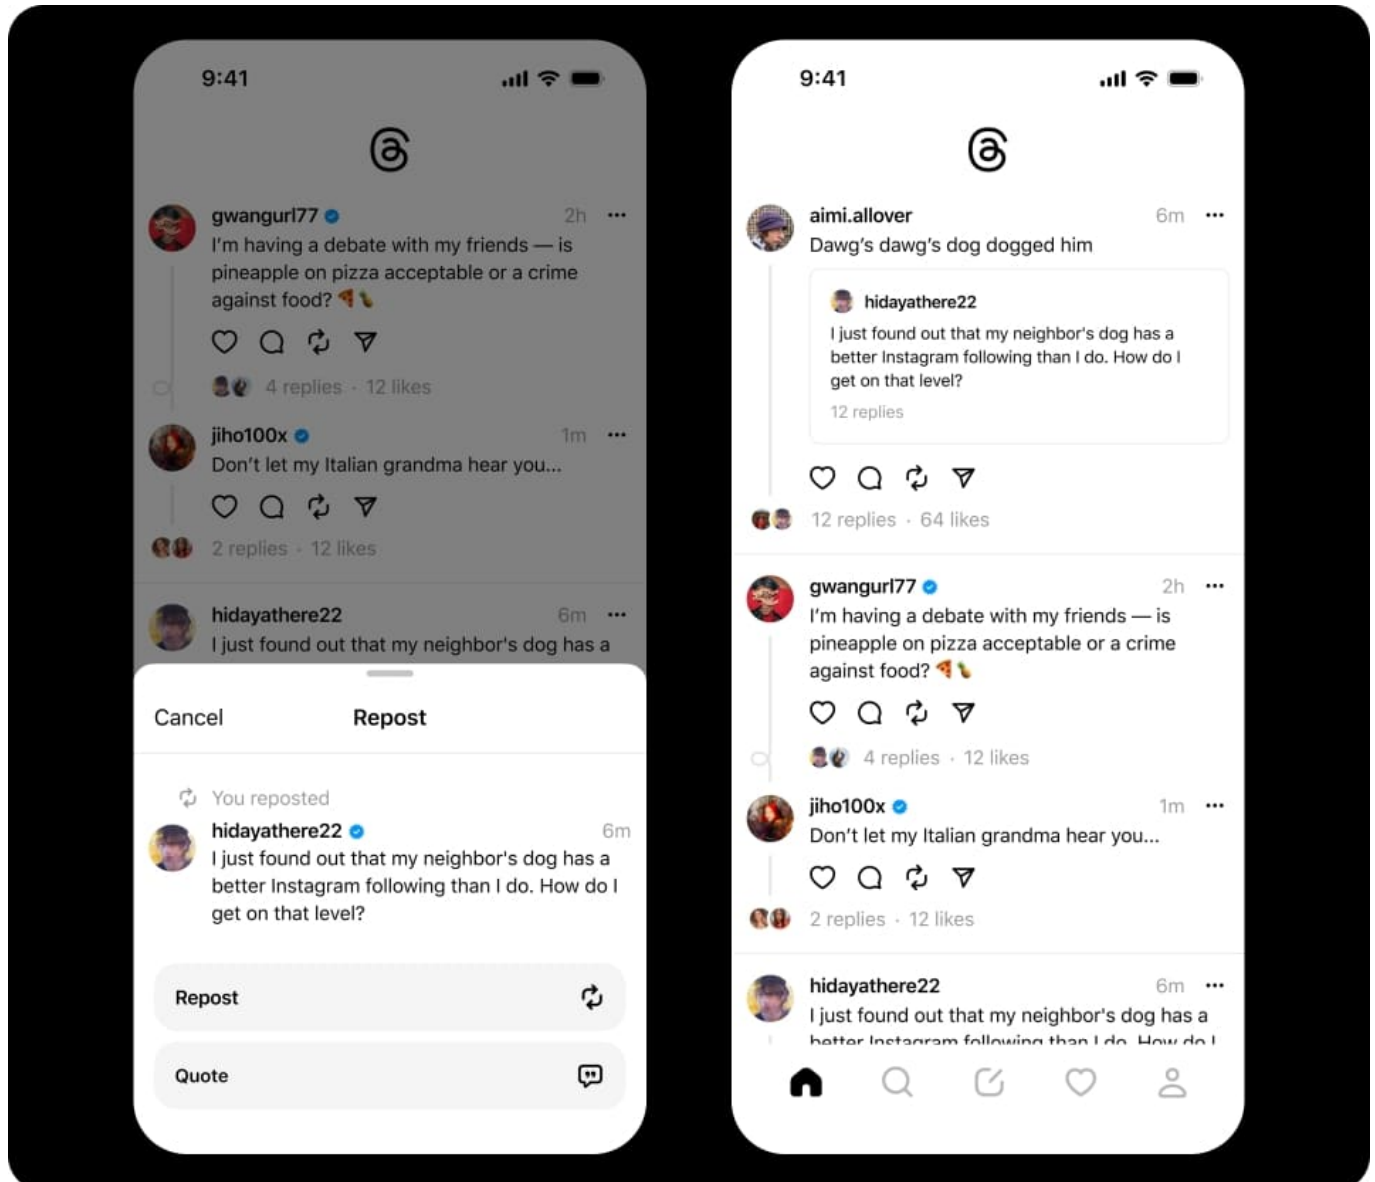 9:41
gwangurl77
2h
I'm having a debate with my friends — is
pineapple on pizza acceptable or a crime
against food? 🍕🍍
4 replies · 12 likes
jiho100x
1m
Don't let my Italian grandma hear you...
2 replies · 12 likes
hidayathere22
6m
I just found out that my neighbor's dog has a
Cancel
Repost
You reposted
hidayathere22
6m
I just found out that my neighbor's dog has a
better Instagram following than I do. How do I
get on that level?
Repost
Quote
9:41
aimi.allover
6m
Dawg's dawg's dog dogged him
hidayathere22
I just found out that my neighbor's dog has a
better Instagram following than I do. How do I
get on that level?
12 replies
12 replies · 64 likes
gwangurl77
2h
I'm having a debate with my friends — is
pineapple on pizza acceptable or a crime
against food? 🍕🍍
4 replies · 12 likes
jiho100x
1m
Don't let my Italian grandma hear you...
2 replies · 12 likes
hidayathere22
6m
I just found out that my neighbor's dog has a
better Instagram following than I do. How do I